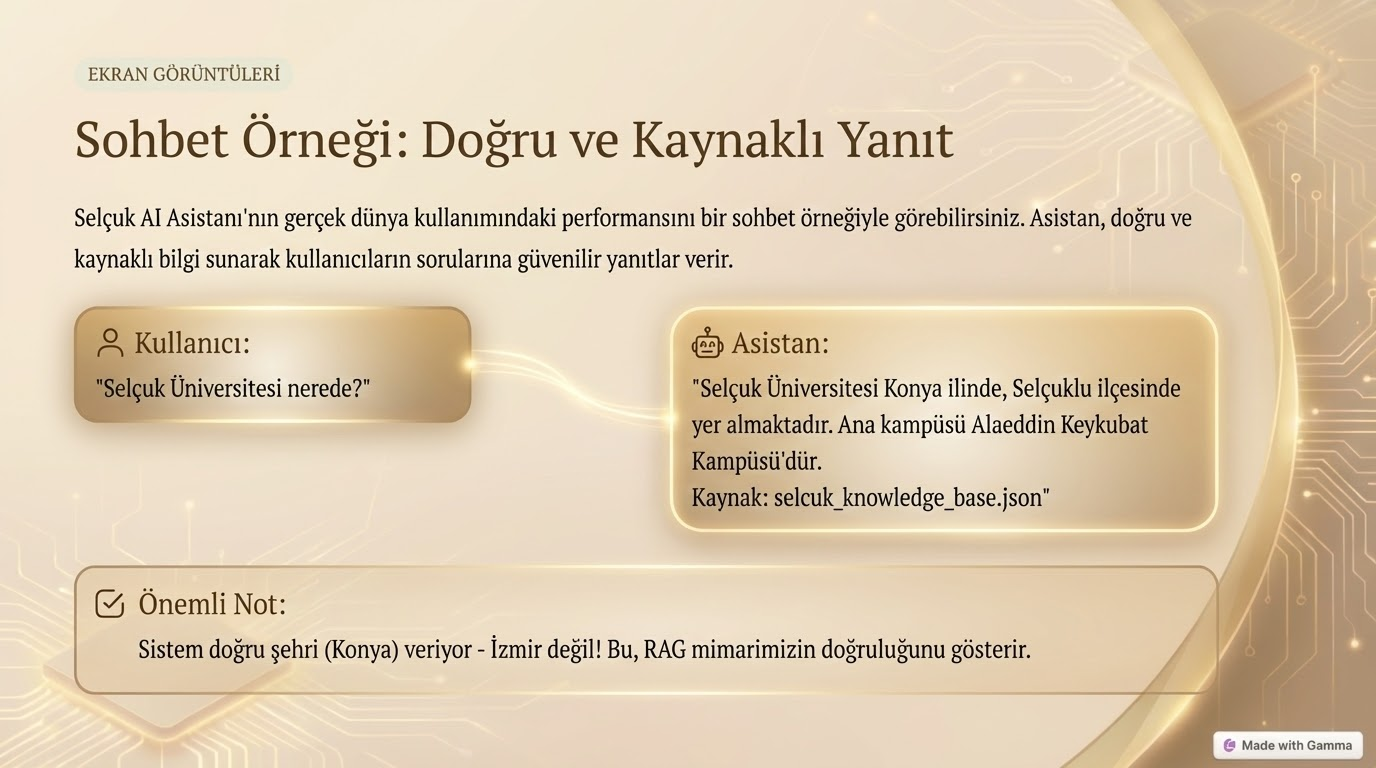 EKRAN GÖRÜNTÜLERİ
Sohbet Örneği: Doğru ve Kaynaklı Yanıt
Selçuk AI Asistanı'nın gerçek dünya kullanımındaki performansını bir sohbet örneğiyle görebilirsiniz. Asistan, doğru ve
kaynaklı bilgi sunarak kullanıcıların sorularına güvenilir yanıtlar verir.
Kullanıcı:
"Selçuk Üniversitesi nerede?"
Asistan:
"Selçuk Üniversitesi Konya ilinde, Selçuklu ilçesinde
yer almaktadır. Ana kampüsü Alaeddin Keykubat
Kampüsü'dür.
Kaynak: selcuk_knowledge_base.json"
Önemli Not:
Sistem doğru şehri (Konya) veriyor - İzmir değil! Bu, RAG mimarimizin doğruluğunu gösterir.
Made with Gamma